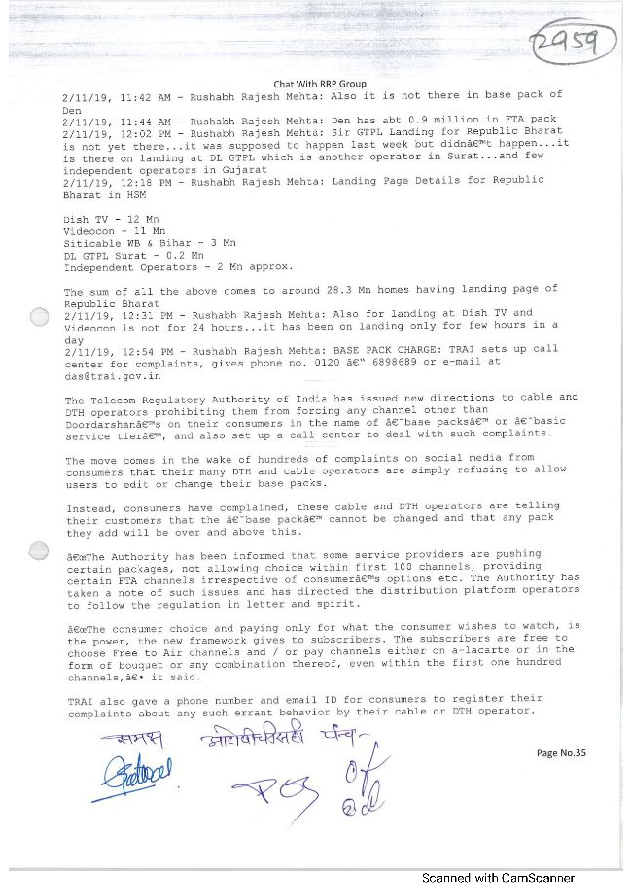 2959
Chat With RRP Group
2/11/19, 11:42 AM - Rushabh Rajesh Mehta: Also it is not there in base pack of
Den
2/11/19, 11:44 AM - Rushabh Rajesh Mehta: Den has abt 0.9 million in FTA pack
2/11/19, 12:02 PM - Rushabh Rajesh Mehta: Sir GTPL Landing for Republic Bharat
is not yet there...it was supposed to happen last week but didnâ€™t happen...it
is there on landing at DL GTPL which is another operator in Surat...and few
independent operators in Gujarat
2/11/19, 12:18 PM - Rushabh Rajesh Mehta: Landing Page Details for Republic
Bharat in HSM
Dish TV - 12 Mn
Videocon - 11 Mn
Siticable WB & Bihar - 3 Mn
DL GTPL Surat - 0.2 Mn
Independent Operators - 2 Mn approx.
The sum of all the above comes to around 28.3 Mn homes having landing page of
Republic Bharat
2/11/19, 12:31 PM - Rushabh Rajesh Mehta: Also for landing at Dish TV and
Videocon is not for 24 hours...it has been on landing only for few hours in a
day
2/11/19, 12:54 PM - Rushabh Rajesh Mehta: BASE PACK CHARGE: TRAI sets up call
center for complaints, gives phone no. 0120 â€“ 6898689 or e-mail at
das@trai.gov.in
The Telecom Regulatory Authority of India has issued new directions to cable and
DTH operators prohibiting them from forcing any channel other than
Doordarshanâ€™s on their consumers in the name of â€˜base packsâ€™ or â€˜basic
service tierâ€™, and also set up a call center to deal with such complaints.
The move comes in the wake of hundreds of complaints on social media from
consumers that their many DTH and cable operators are simply refusing to allow
users to edit or change their base packs.
Instead, consumers have complained, these cable and DTH operators are telling
their customers that the â€˜base packâ€™ cannot be changed and that any pack
they add will be over and above this.
â€œThe Authority has been informed that some service providers are pushing
certain packages, not allowing choice within first 100 channels, providing
certain FTA channels irrespective of consumerâ€™s options etc. The Authority has
taken a note of such issues and has directed the distribution platform operators
to follow the regulation in letter and spirit.
â€œThe consumer choice and paying only for what the consumer wishes to watch, is
the power, the new framework gives to subscribers. The subscribers are free to
choose Free to Air channels and / or pay channels either on a-lacarte or in the
form of bouquet or any combination thereof, even within the first one hundred
channels,â€• it said.
TRAI also gave a phone number and email ID for consumers to register their
complaints about any such errant behavior by their cable or DTH operator.
समक्ष पंच-
Page No.35
Scanned with CamScanner